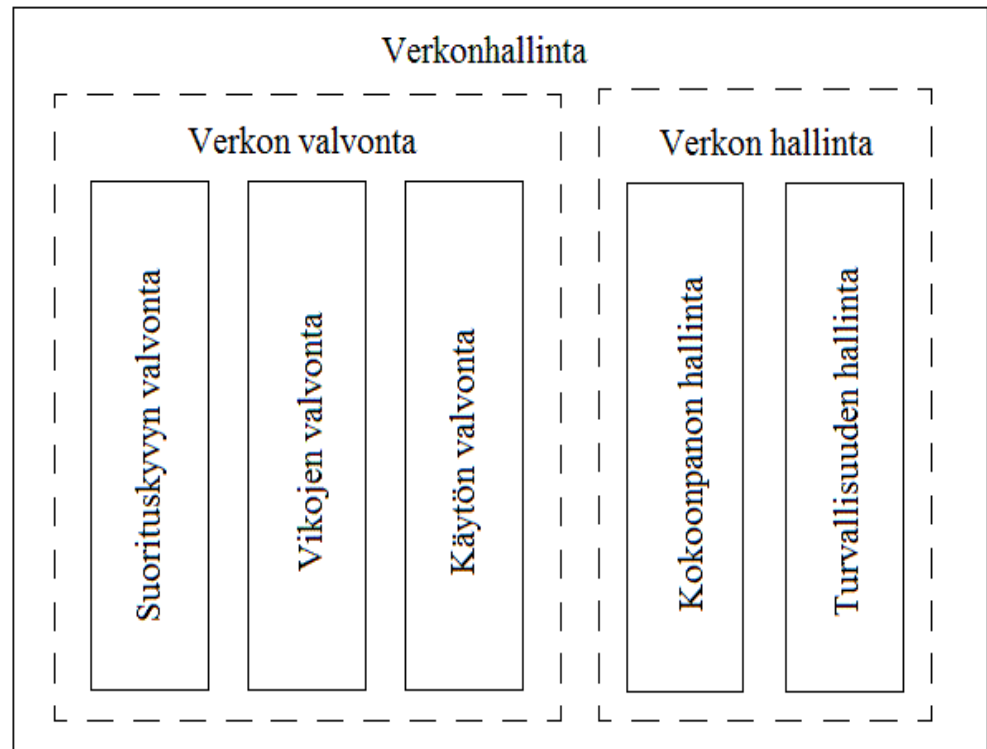 Verkonhallinta
Verkon valvonta
Suorituskyvyn valvonta
Vikojen valvonta
Käytön valvonta
Verkon hallinta
Kokoonpanon hallinta
Turvallisuuden hallinta